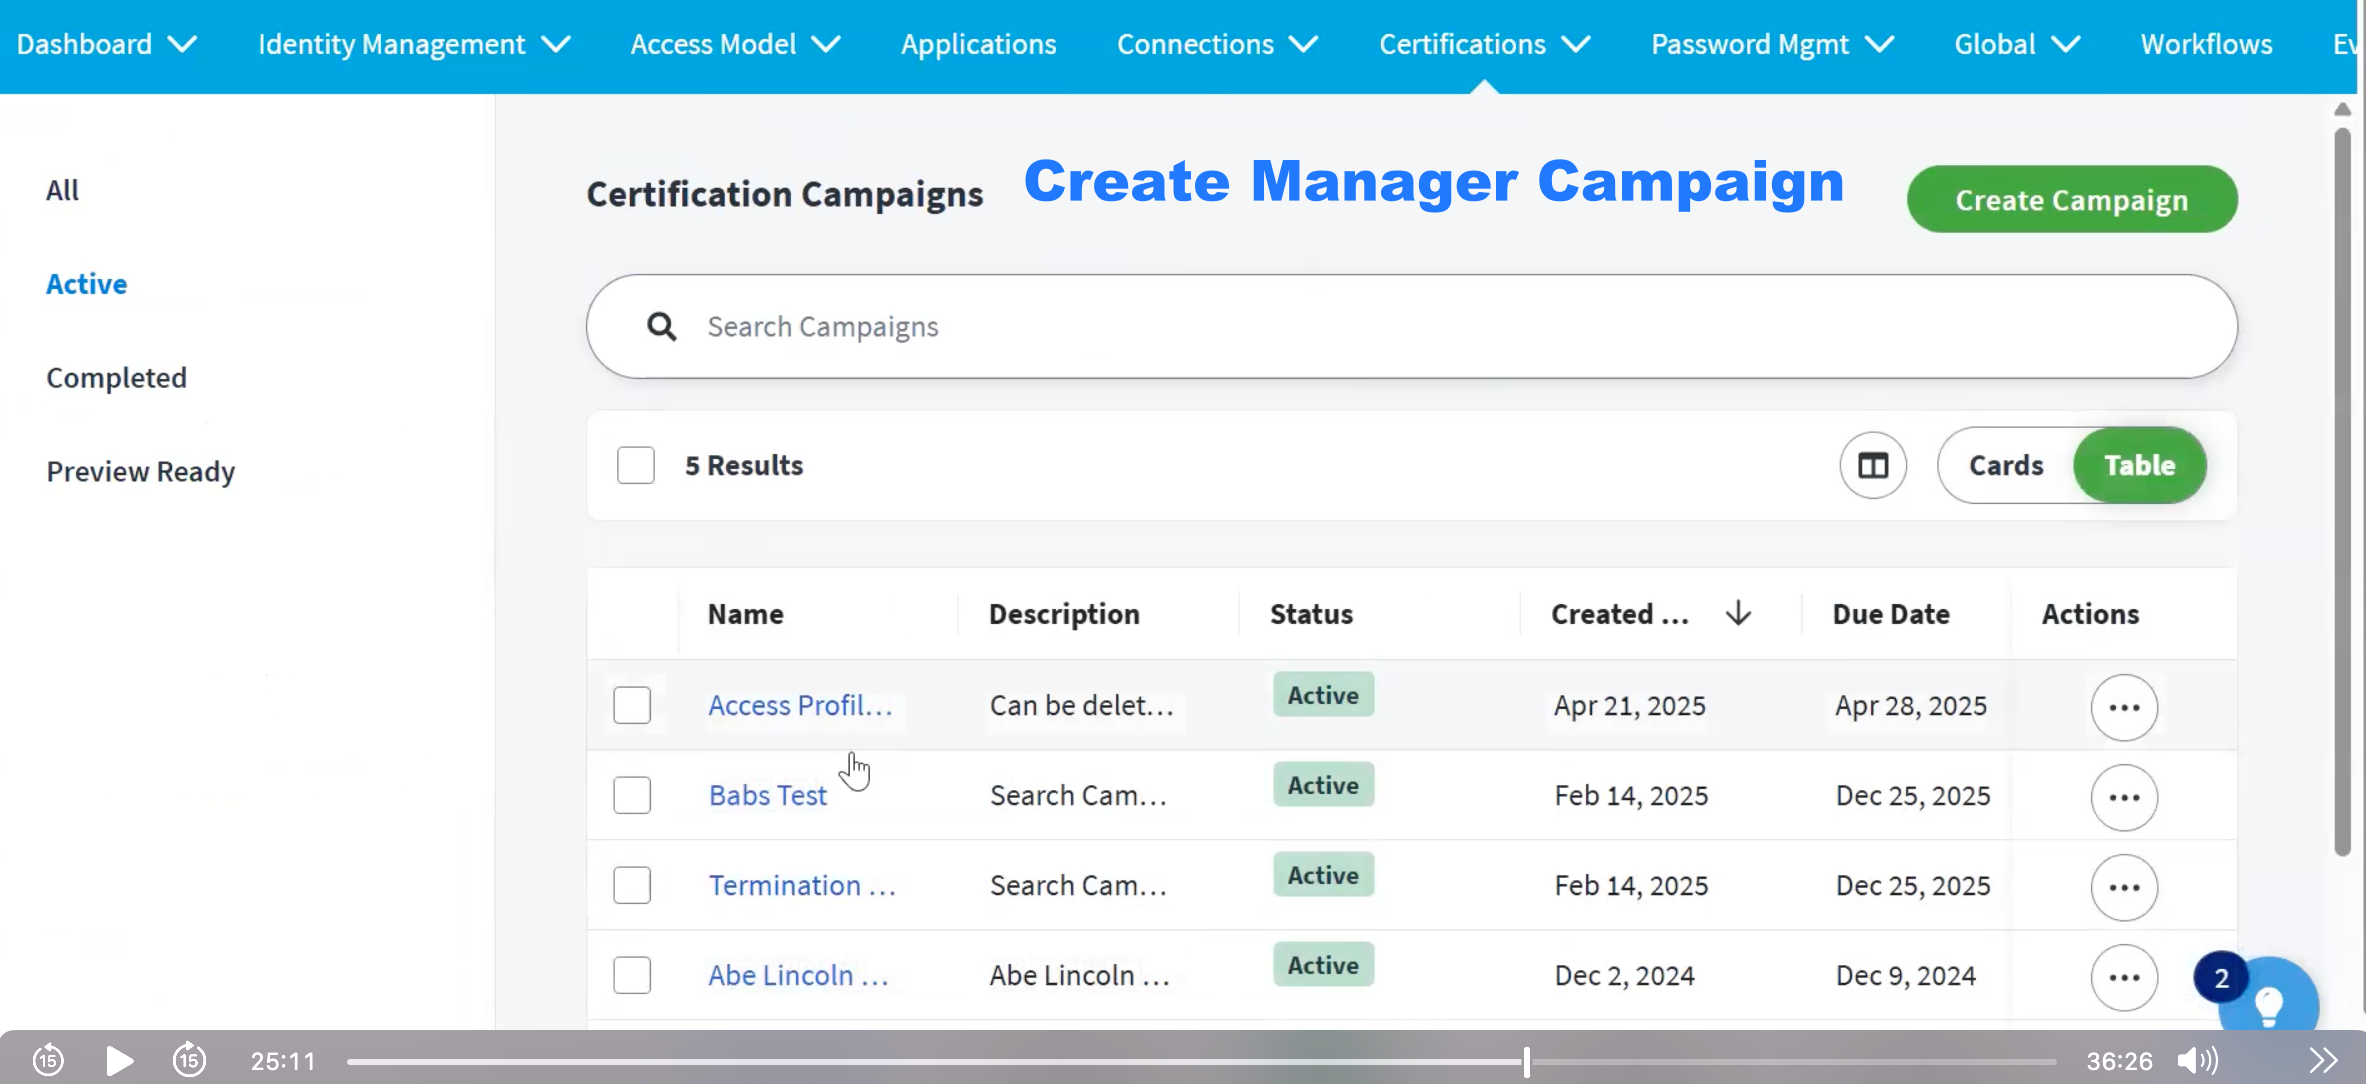 Dashboard Identity Management Access Model Applications Connections Certifications Password Mgmt Global Workflows Ev
All
Active
Completed
Preview Ready
Certification Campaigns Create Manager Campaign Create Campaign
Search Campaigns
5 Results Cards Table
Name Description Status Created ... Due Date Actions
Access Profil... Can be delet... Active Apr 21, 2025 Apr 28, 2025
Babs Test Search Cam... Active Feb 14, 2025 Dec 25, 2025
Termination ... Search Cam... Active Feb 14, 2025 Dec 25, 2025
Abe Lincoln ... Abe Lincoln ... Active Dec 2, 2024 Dec 9, 2024
2
15 15 25:11 36:26